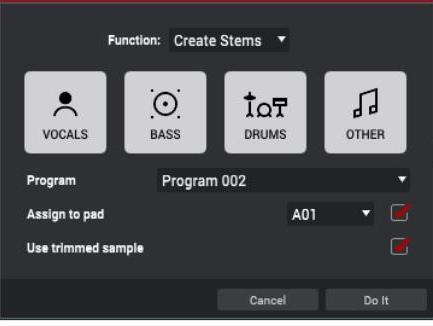 Function: Create Stems
VOCALS BASS DRUMS OTHER
Program Program 002
Assign to pad A01
Use trimmed sample
Cancel Do It